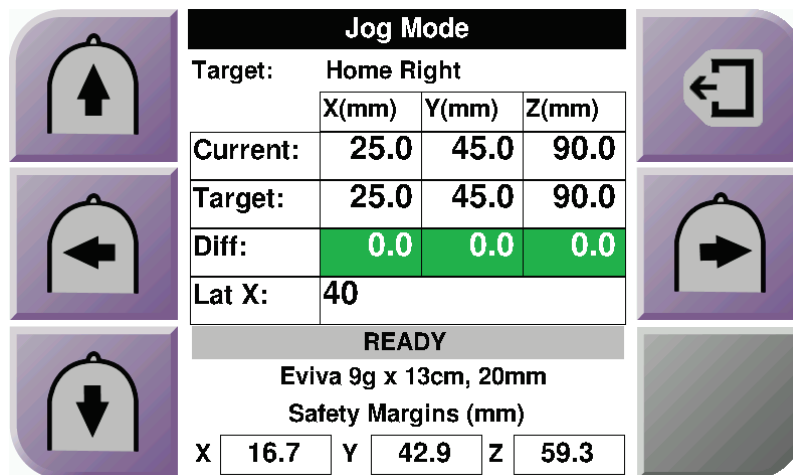 Jog Mode
Target: Home Right
X(mm) Y(mm) Z(mm)
Current: 25.0 45.0 90.0
Target: 25.0 45.0 90.0
Diff: 0.0 0.0 0.0
Lat X: 40
READY
Eviva 9g x 13cm, 20mm
Safety Margins (mm)
X 16.7 Y 42.9 Z 59.3